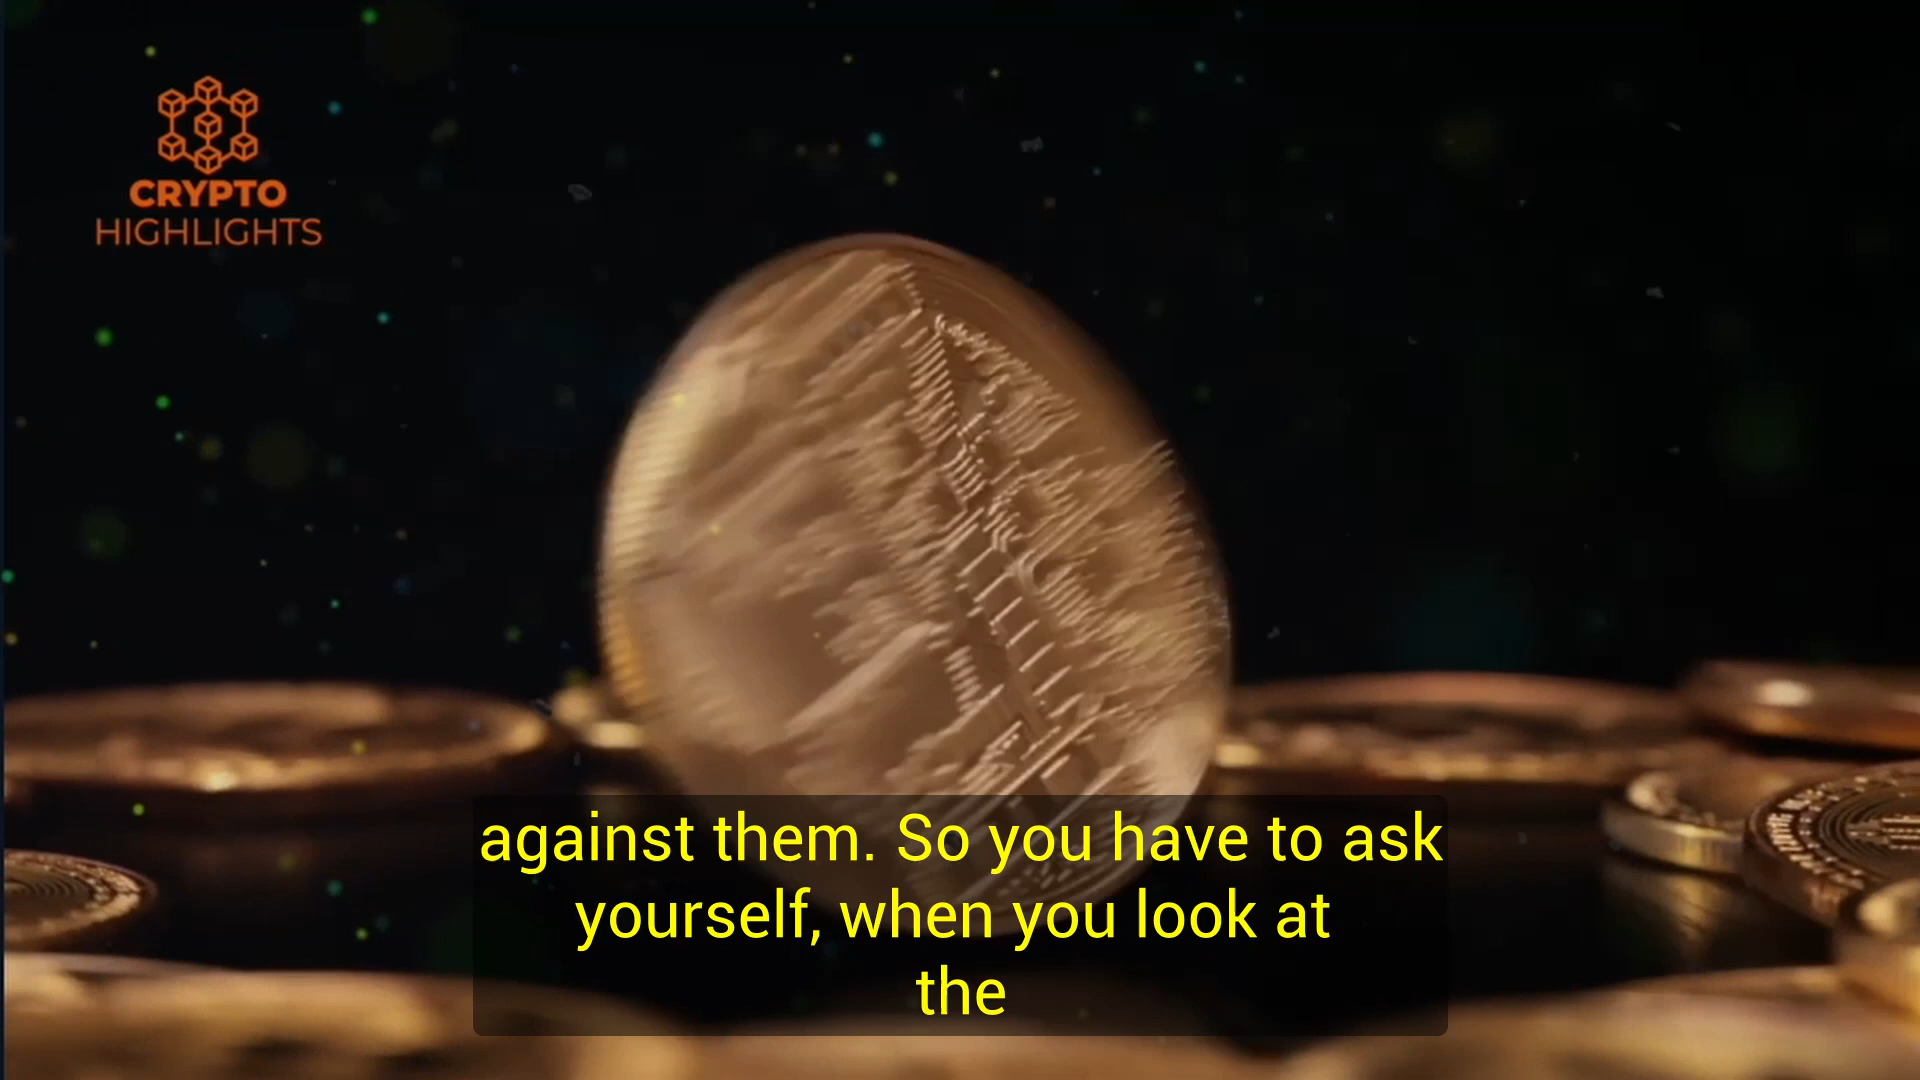 CRYPTO
HIGHLIGHTS
against them. So you have to ask
yourself, when you look at
the